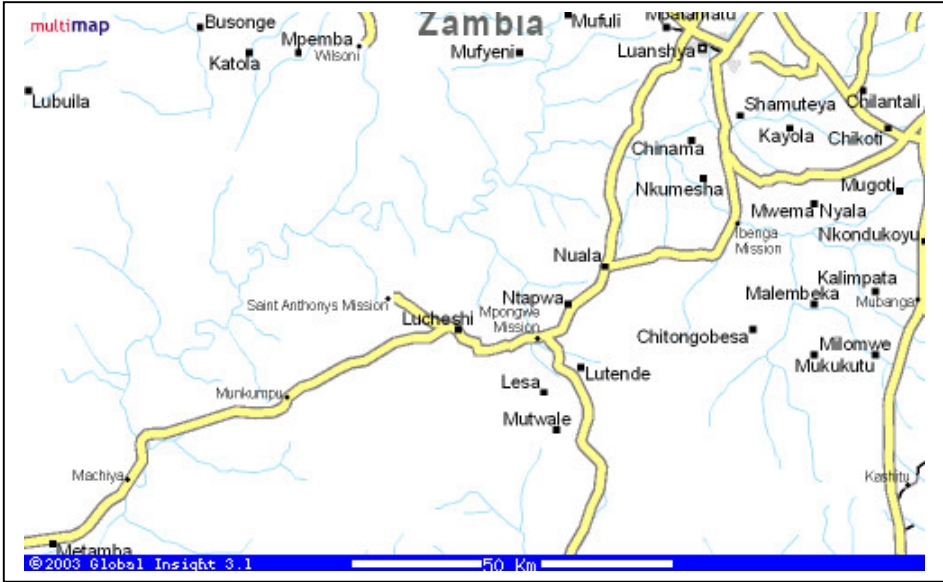 multimap
Busonge
Zambia
Mufuli
Mpatamatu
Mpemba
Wilsoni
Katola
Mufyeni
Luanshya
Lubuila
Shamuteya
Chilantali
Kayola
Chikoti
Chinama
Nkumesha
Mugoti
Mwema
Nyala
Ibenga
Mission
Nkondukoyu
Nuala
Kalimpata
Malembeka
Mubanga
Saint Anthonys Mission
Ntapwa
Mpongwe
Mission
Lucheshi
Chitongobesa
Milomwe
Mukukutu
Lutende
Lesa
Munkumpu
Mutwale
Machiya
Kashitu
Metamba
©2003 Global Insight 3.1
50 Km